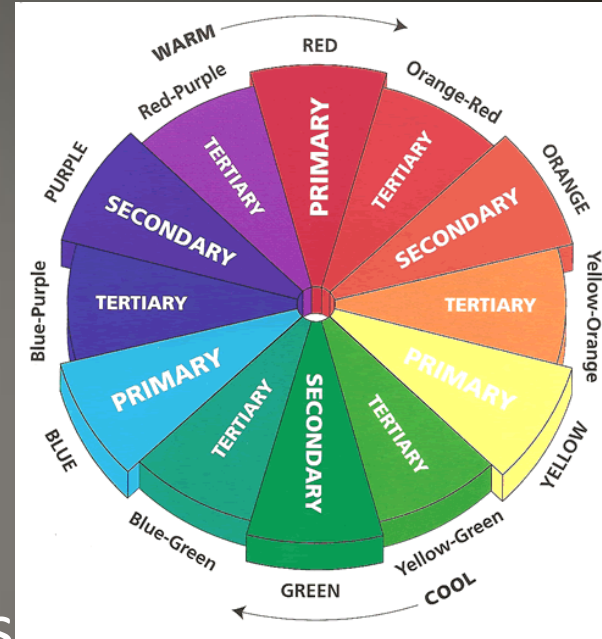 WARM
RED
Red-Purple
Orange-Red
PURPLE
ORANGE
Blue-Purple
Yellow-Orange
BLUE
YELLOW
Blue-Green
Yellow-Green
GREEN
COOL
PRIMARY
TERTIARY
SECONDARY
TERTIARY
PRIMARY
TERTIARY
SECONDARY
TERTIARY
PRIMARY
TERTIARY
SECONDARY
TERTIARY
S